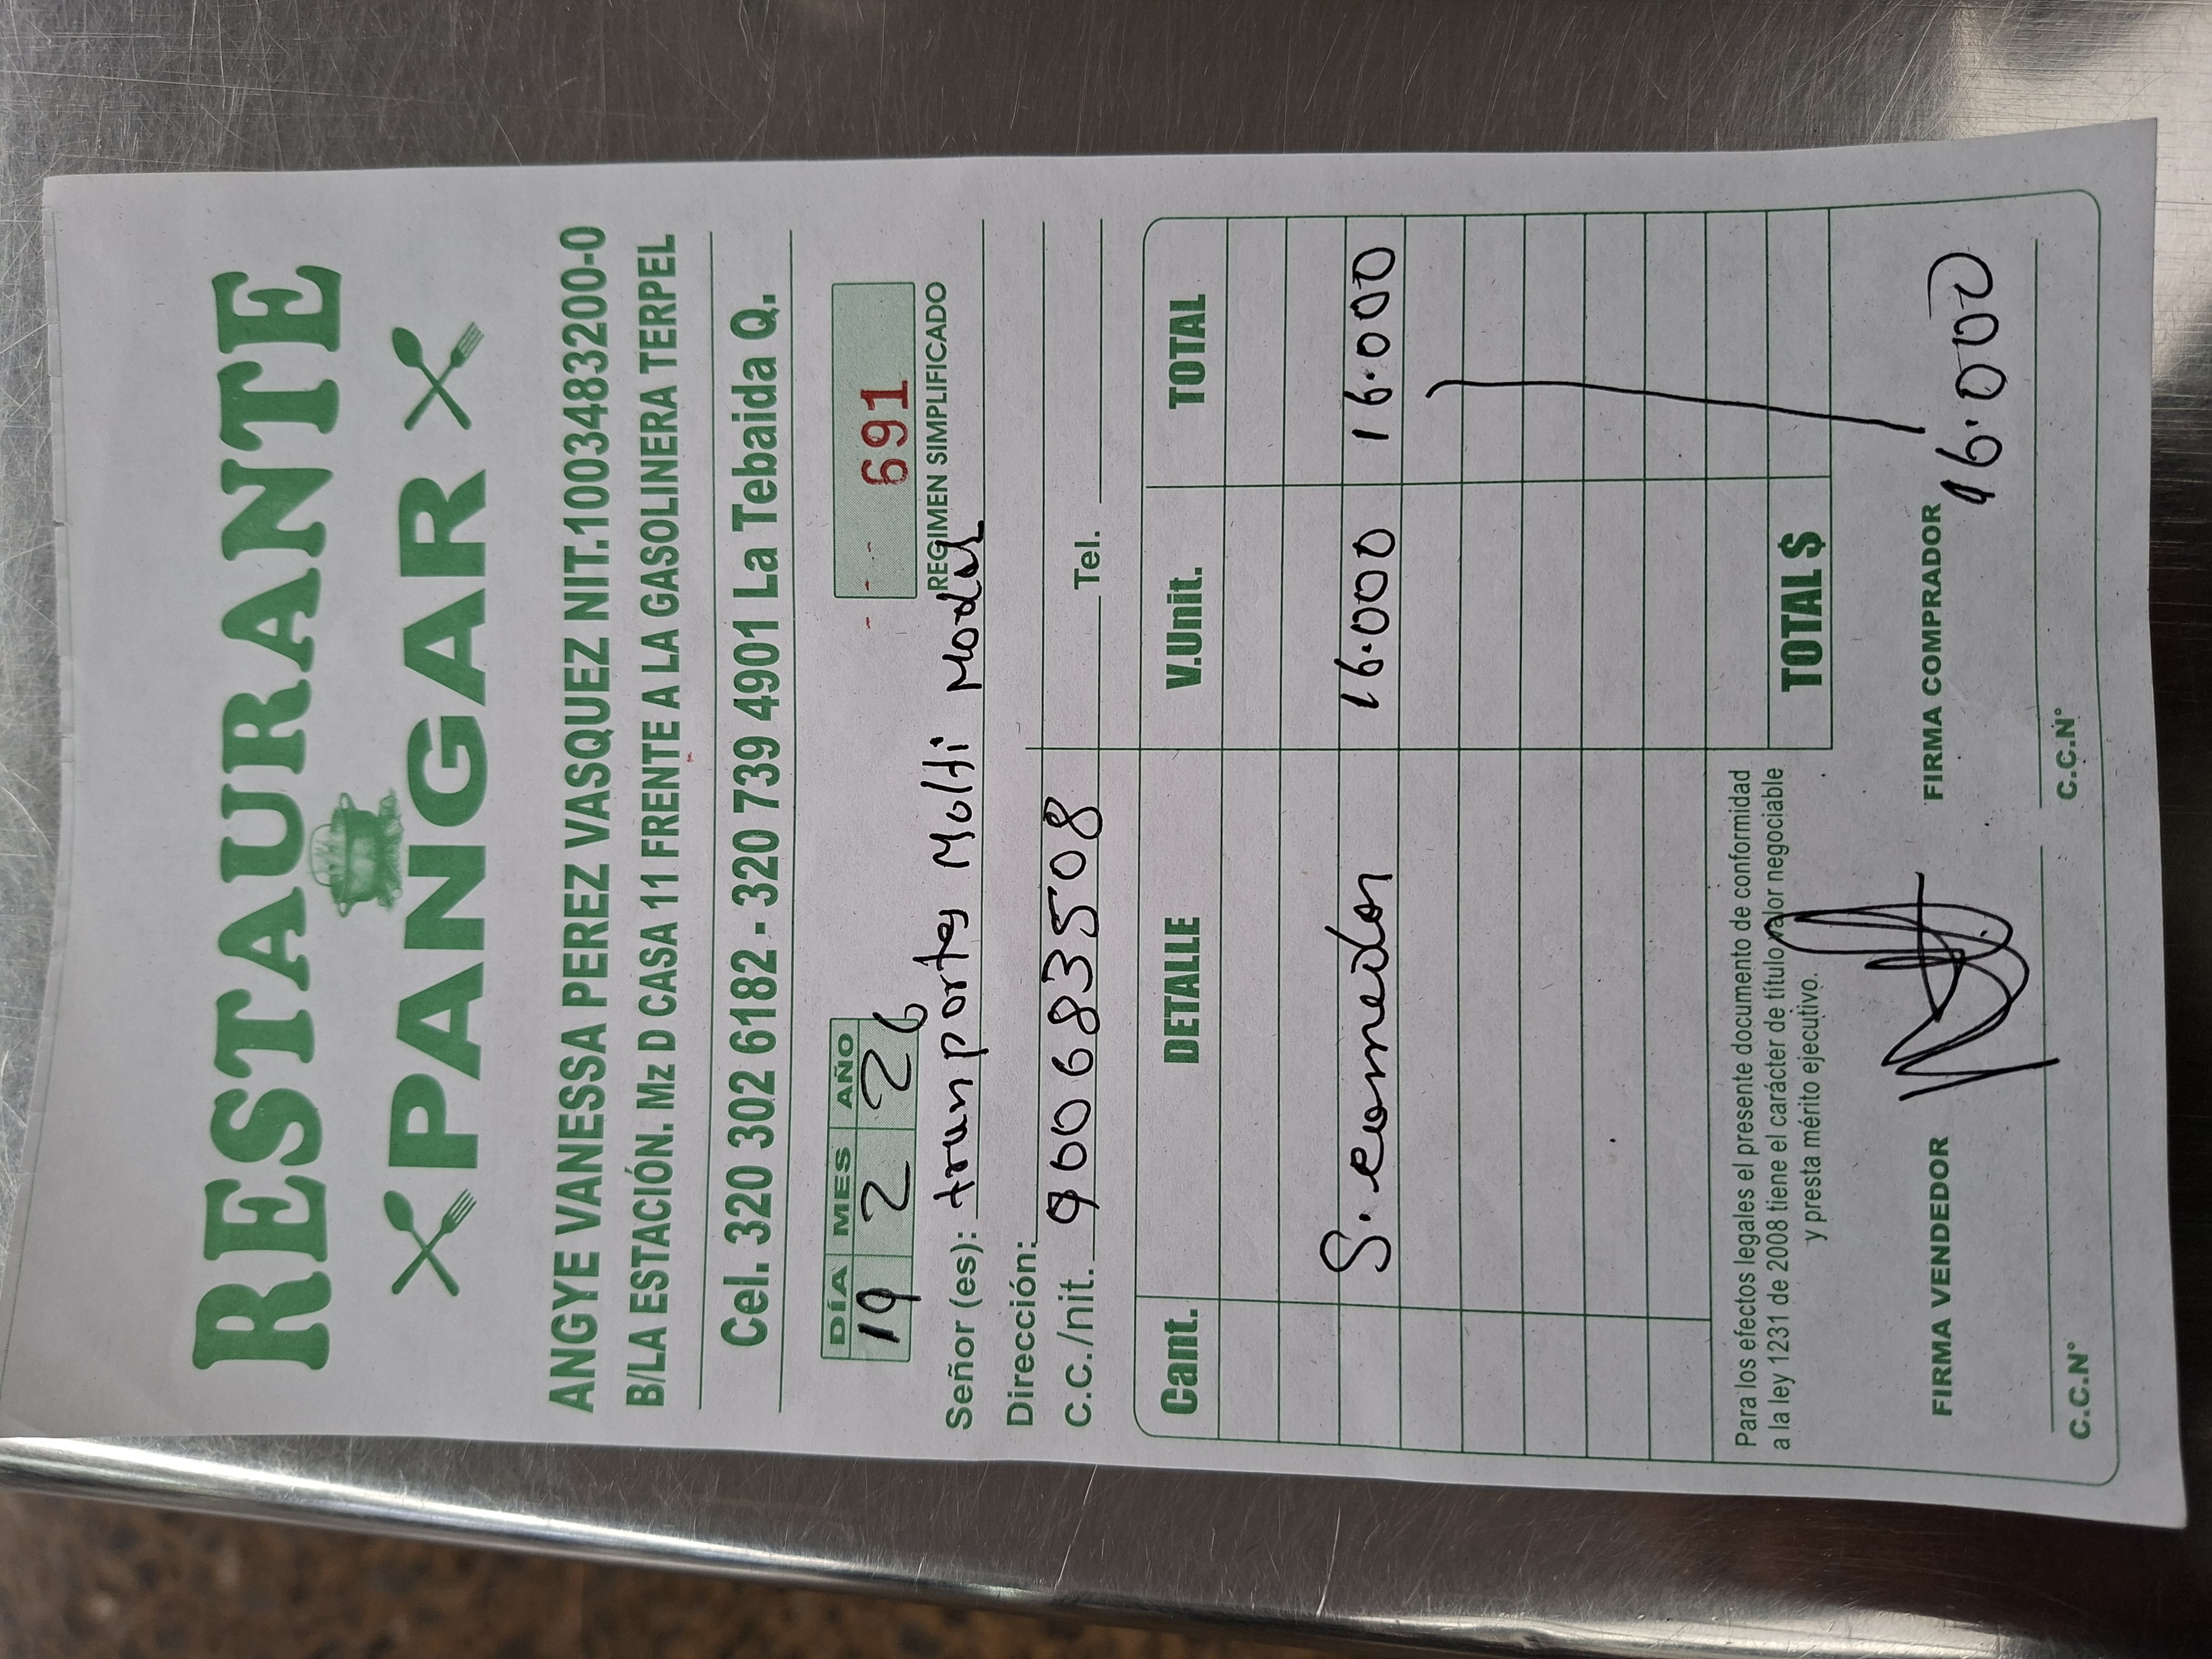 RESTAURANTE
PANGAR
ANGYE VANESSA PEREZ VASQUEZ NIT.1003483200-0
B/LA ESTACIÓN. Mz D CASA 11 FRENTE A LA GASOLINERA TERPEL
Cel. 320 302 6182 - 320 739 4901 La Tebaida Q.
DÍA MES AÑO
19 2 26
691
REGIMEN SIMPLIFICADO
Señor (es): transportes Molti Modal
Dirección:
C.C./nit. 900683508 Tel.
Cant. DETALLE V.Unit. TOTAL
S. comedor 16.000 16.000
Para los efectos legales el presente documento de conformidad
a la ley 1231 de 2008 tiene el carácter de título valor negociable
y presta mérito ejecutivo.
TOTAL $
FIRMA VENDEDOR FIRMA COMPRADOR
16.000
C.C.N° C.C.N°